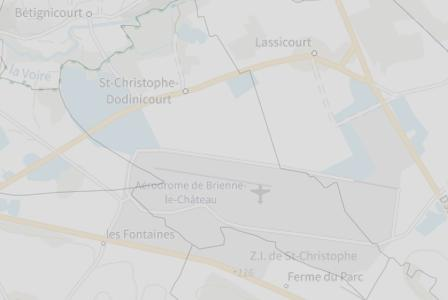 Bétignicourt
Lassicourt
la Voire
St-Christophe-
Dodinicourt
Aérodrome de Brienne-
le-Château
les Fontaines
Z.I. de St-Christophe
+116
Ferme du Parc